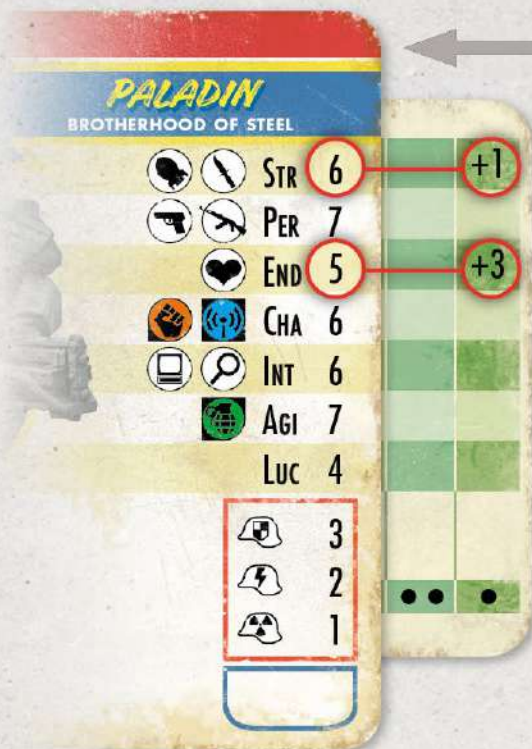 PALADIN
BROTHERHOOD OF STEEL
STR 6 +1
PER 7
END 5 +3
CHA 6
INT 6
AGI 7
LUC 4
3
2
1